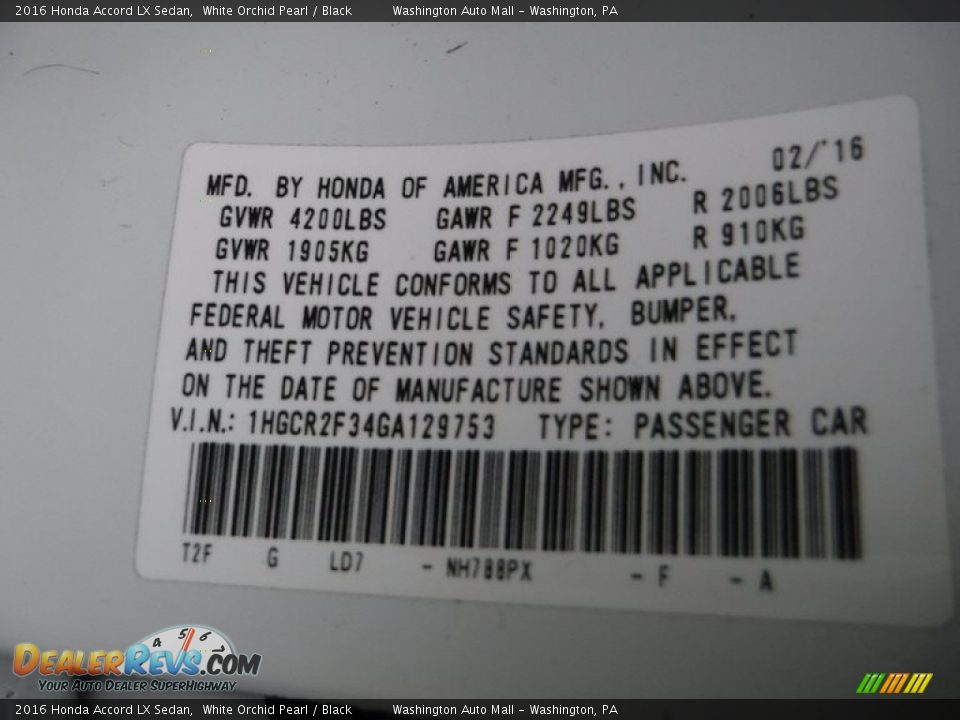 2016 Honda Accord LX Sedan, White Orchid Pearl / Black Washington Auto Mall - Washington, PA
02/'16
MFD. BY HONDA OF AMERICA MFG., INC.
GVWR 4200LBS GAWR F 2249LBS R 2006LBS
GVWR 1905KG GAWR F 1020KG R 910KG
THIS VEHICLE CONFORMS TO ALL APPLICABLE
FEDERAL MOTOR VEHICLE SAFETY, BUMPER,
AND THEFT PREVENTION STANDARDS IN EFFECT
ON THE DATE OF MANUFACTURE SHOWN ABOVE.
V.I.N.: 1HGCR2F34GA129753 TYPE: PASSENGER CAR
T2F G LD7 - NH788PX - F - A
4 5 6
DealerRevs.com
Your Auto Dealer SuperHighway
2016 Honda Accord LX Sedan, White Orchid Pearl / Black Washington Auto Mall - Washington, PA